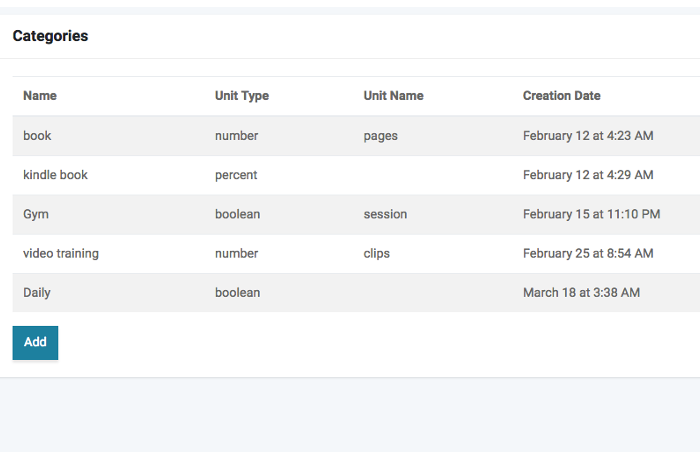 Categories
Name Unit Type Unit Name Creation Date
book number pages February 12 at 4:23 AM
kindle book percent February 12 at 4:29 AM
Gym boolean session February 15 at 11:10 PM
video training number clips February 25 at 8:54 AM
Daily boolean March 18 at 3:38 AM
Add